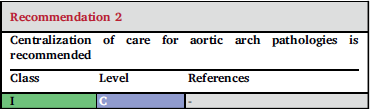 Recommendation 2
Centralization of care for aortic arch pathologies is
recommended
Class Level References
I C -